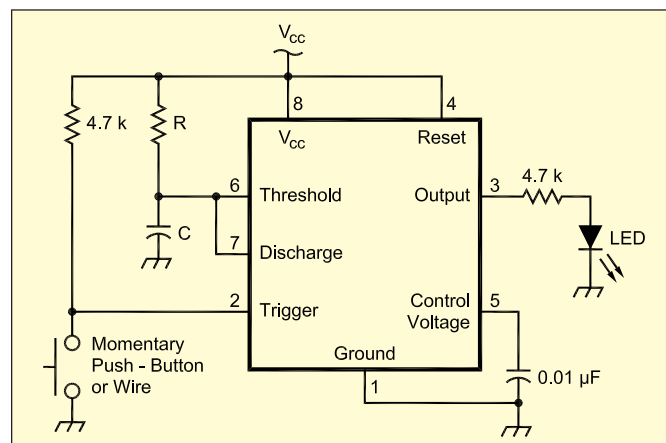 VCC
8
4
4.7 k
R
VCC
Reset
6
Threshold
Output
3
4.7 k
C
7
Discharge
LED
2
Trigger
Control
Voltage
5
Momentary
Push - Button
or Wire
Ground
1
0.01 µF